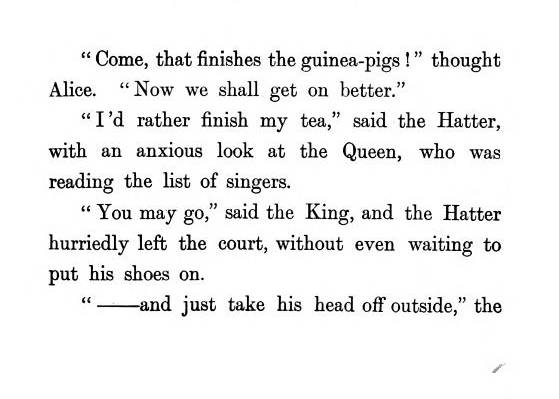 “ Come, that finishes the guinea-pigs ! ” thought
Alice. “ Now we shall get on better.”
“ I ’d rather finish my tea,” said the Hatter,
with an anxious look at the Queen, who was
reading the list of singers.
“ You may go,” said the King, and the Hatter
hurriedly left the court, without even waiting to
put his shoes on.
“ ——and just take his head off outside,” the